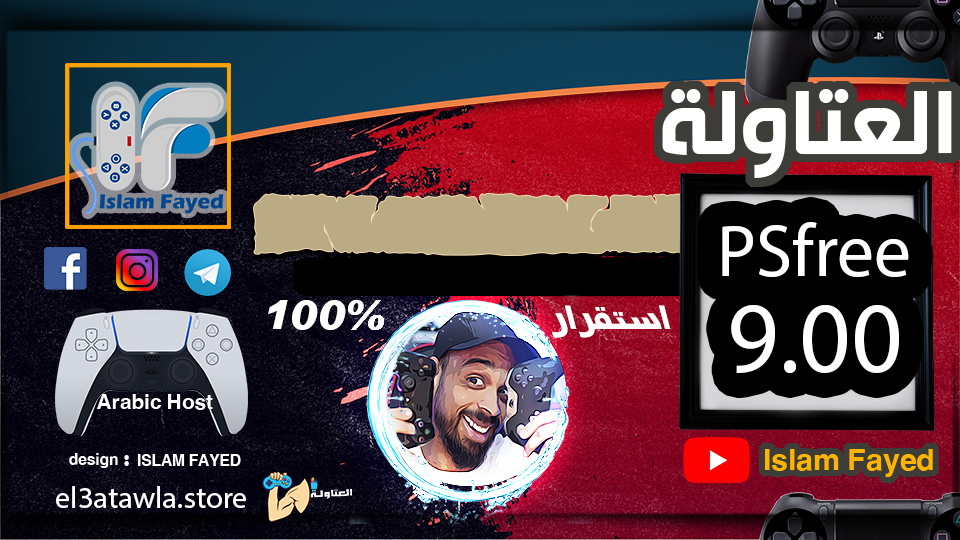 العتاولة
Islam Fayed
PSfree
9.00
100% استقرار
Arabic Host
design : ISLAM FAYED
el3atawla.store
العتاولة
Islam Fayed